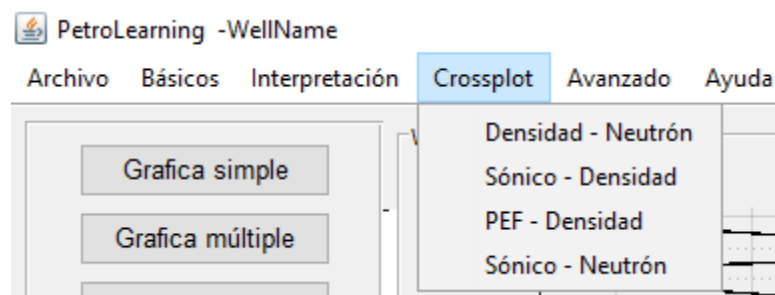 PetroLearning -WellName
Archivo Básicos Interpretación Crossplot Avanzado Ayuda
Densidad - Neutrón
Grafica simple
Sónico - Densidad
PEF - Densidad
Grafica múltiple
Sónico - Neutrón